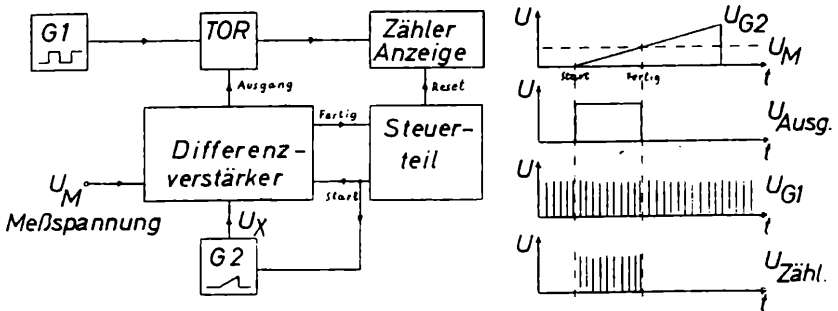 G1
TOR
Zähler
Anzeige
Ausgang
Reset
Differenz-
verstärker
Fertig
Start
Steuer-
teil
U_M
Meßspannung
U_X
G2
U
U_G2
U_M
Start
Fertig
t
U
U_Ausg.
t
U
U_G1
t
U
U_Zähl.
t